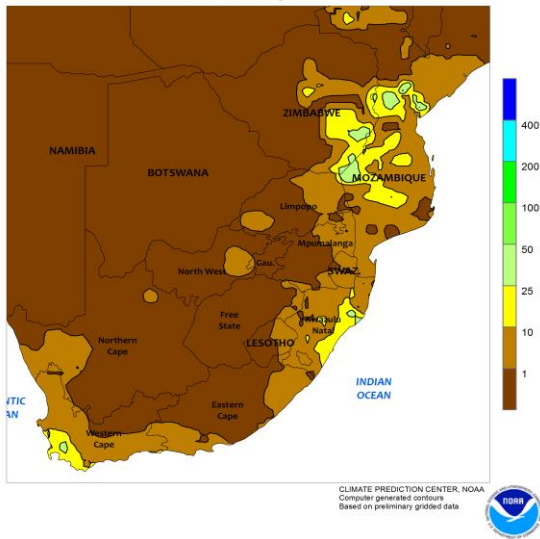 ZIMBABWE
NAMIBIA
BOTSWANA
MOZAMBIQUE
Limpopo
Mpumalanga
North West
Gau.
SWAZ.
Free
State
Natal
LESOTHO
Northern
Cape
Eastern
Cape
Western
Cape
INDIAN
OCEAN
NTIC
AN
400
200
100
50
25
10
1
CLIMATE PREDICTION CENTER, NOAA
Computer generated contours
Based on preliminary gridded data
noaa